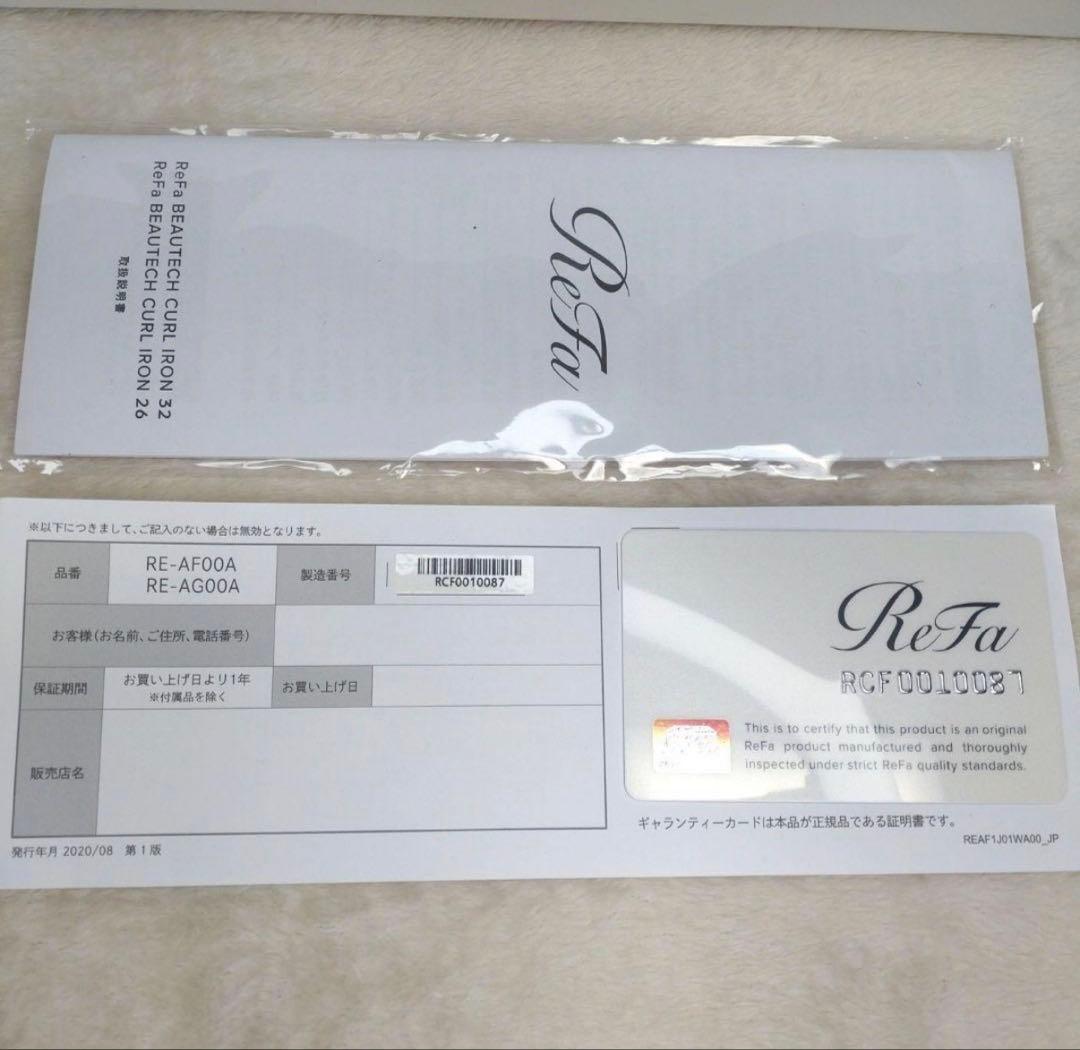 ReFa
ReFa BEAUTECH CURL IRON 32
ReFa BEAUTECH CURL IRON 26
取扱説明書
※以下につきまして、ご記入のない場合は無効となります。
品番
RE-AF00A
RE-AG00A
製造番号
RCF0010087
お客様(お名前、ご住所、電話番号)
保証期間
お買い上げ日より1年
※付属品を除く
お買い上げ日
販売店名
発行年月 2020/08 第1版
ReFa
RCF0010087
This is to certify that this product is an original
ReFa product manufactured and thoroughly
inspected under strict ReFa quality standards.
ギャランティーカードは本品が正規品である証明書です。
REAF1J01WA00_JP